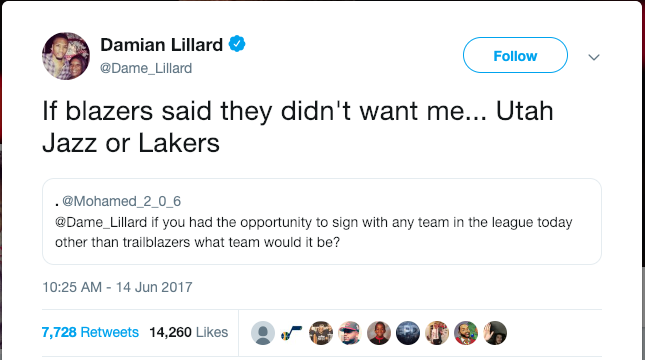 Damian Lillard
@Dame_Lillard
Follow
If blazers said they didn't want me... Utah
Jazz or Lakers
. @Mohamed_2_0_6
@Dame_Lillard if you had the opportunity to sign with any team in the league today
other than trailblazers what team would it be?
10:25 AM - 14 Jun 2017
7,728 Retweets 14,260 Likes